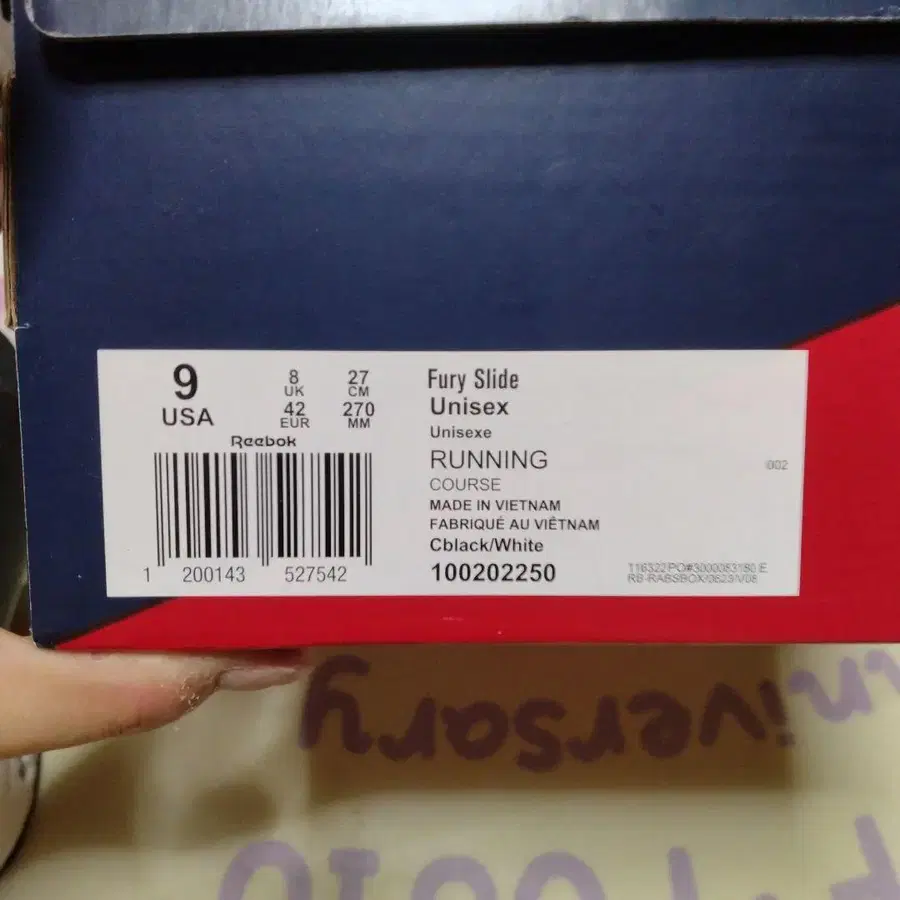 9
USA
8
UK
42
EUR
27
CM
270
MM
Reebok
1 200143 527542
Fury Slide
Unisex
Unisexe
RUNNING
COURSE
MADE IN VIETNAM
FABRIQUÉ AU VIÊTNAM
Cblack/White
100202250
002
116322 PO#3000083180 E
RB-RABSBOX/0623/V08
anniversary